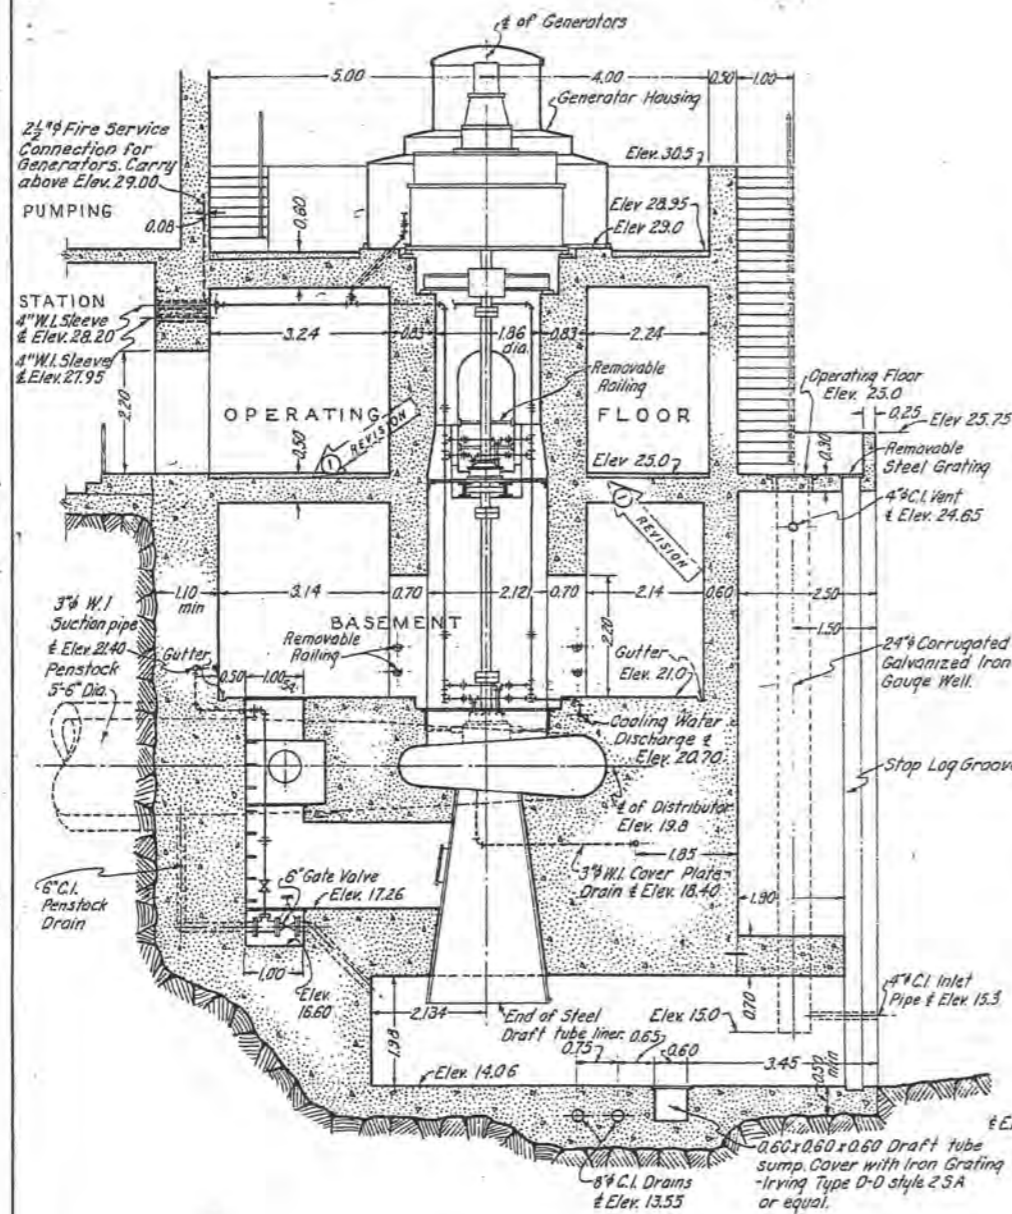 ℄ of Generators
5.00
4.00
0.50
1.00
Generator Housing
2½"ϕ Fire Service
Connection for
Generators. Carry
above Elev. 29.00
Elev. 30.5
PUMPING
0.08
0.60
Elev 28.95
Elev 29.0
STATION
4" W.I. Sleeve
℄ Elev. 28.20
4" W.I. Sleeve
℄ Elev. 27.95
3.24
0.83
1.86
dia.
0.83
2.24
Removable
Railing
Operating Floor
Elev. 25.0
0.25
Elev 25.75
2.20
OPERATING
FLOOR
REVISION
1
0.50
Elev 25.0
0.30
Removable
Steel Grating
4"ϕ C.I. Vent
℄ Elev. 24.65
1
REVISION
1.10
min
3.14
0.70
2.12
0.70
2.14
0.60
2.50
1.50
3"ϕ W.I
Suction pipe
℄ Elev 21.40
Penstock
5'-6" Dia.
BASEMENT
Removable
Railing
2.20
Gutter
0.50
1.00
Gutter
Elev. 21.0
24"ϕ Corrugated
Galvanized Iron
Gauge Well.
Cooling Water
Discharge ℄
Elev. 20.70
Stop Log Groove
℄ of Distributor
Elev. 19.8
1.85
6" C.I.
Penstock
Drain
6" Gate Valve
Elev. 17.26
3"ϕ W.I. Cover Plate
Drain ℄ Elev. 18.40
1.90
1.00
Elev.
16.60
2.134
1.98
End of Steel
Draft tube liner.
Elev. 15.0
0.70
4"ϕ C.I. Inlet
Pipe ℄ Elev. 15.3
0.75
0.65
0.60
3.45
0.50
min
Elev. 14.06
8"ϕ C.I. Drains
℄ Elev. 13.55
0.60 x 0.60 x 0.60 Draft tube
sump. Cover with Iron Grating
-Irving Type D-D style 2 S A
or equal.
℄ El